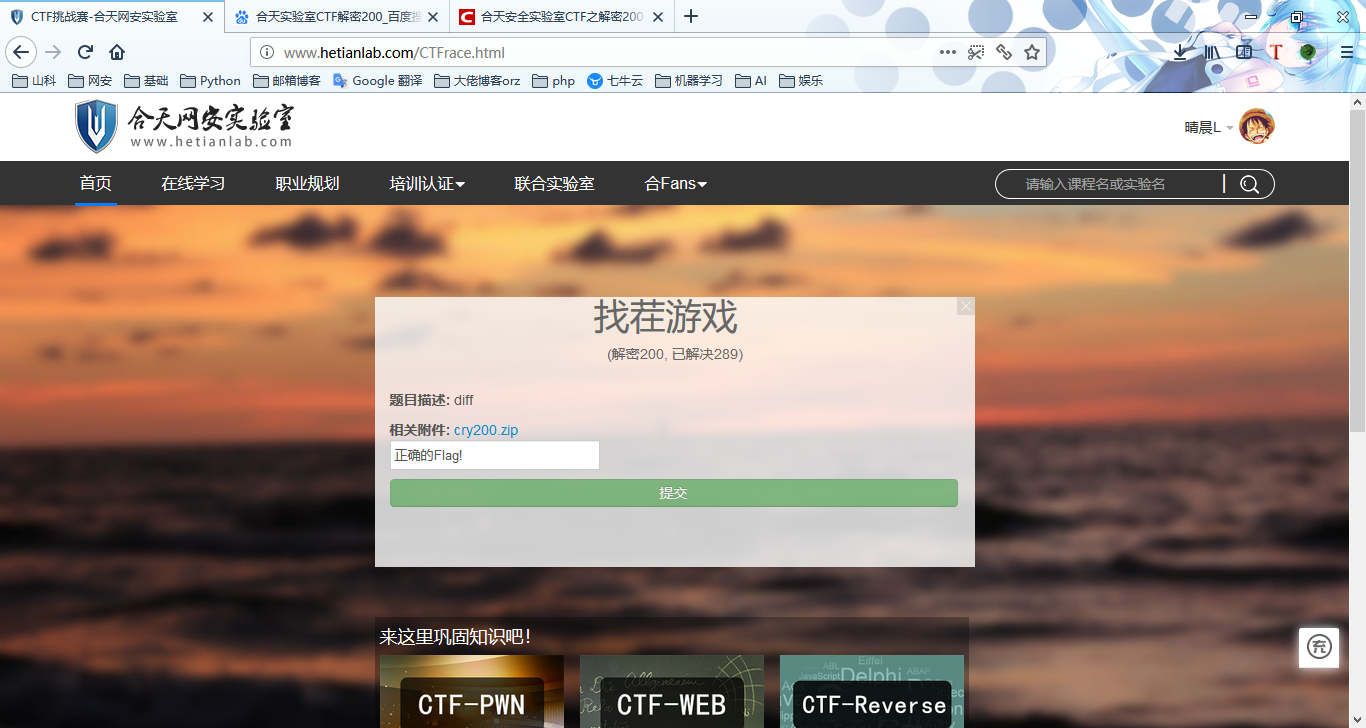 CTF挑战赛-合天网安实验室
合天实验室CTF解密200_百度搜
合天安全实验室CTF之解密200
www.hetianlab.com/CTFrace.html
山科 网安 基础 Python 邮箱博客 Google 翻译 大佬博客orz php 七牛云 机器学习 AI 娱乐
合天网安实验室
www.hetianlab.com
晴晨L
首页 在线学习 职业规划 培训认证 联合实验室 合Fans 请输入课程名或实验名
找茬游戏
(解密200, 已解决289)
题目描述: diff
相关附件: cry200.zip
正确的Flag!
提交
充
来这里巩固知识吧!
CTF-PWN CTF-WEB CTF-Reverse